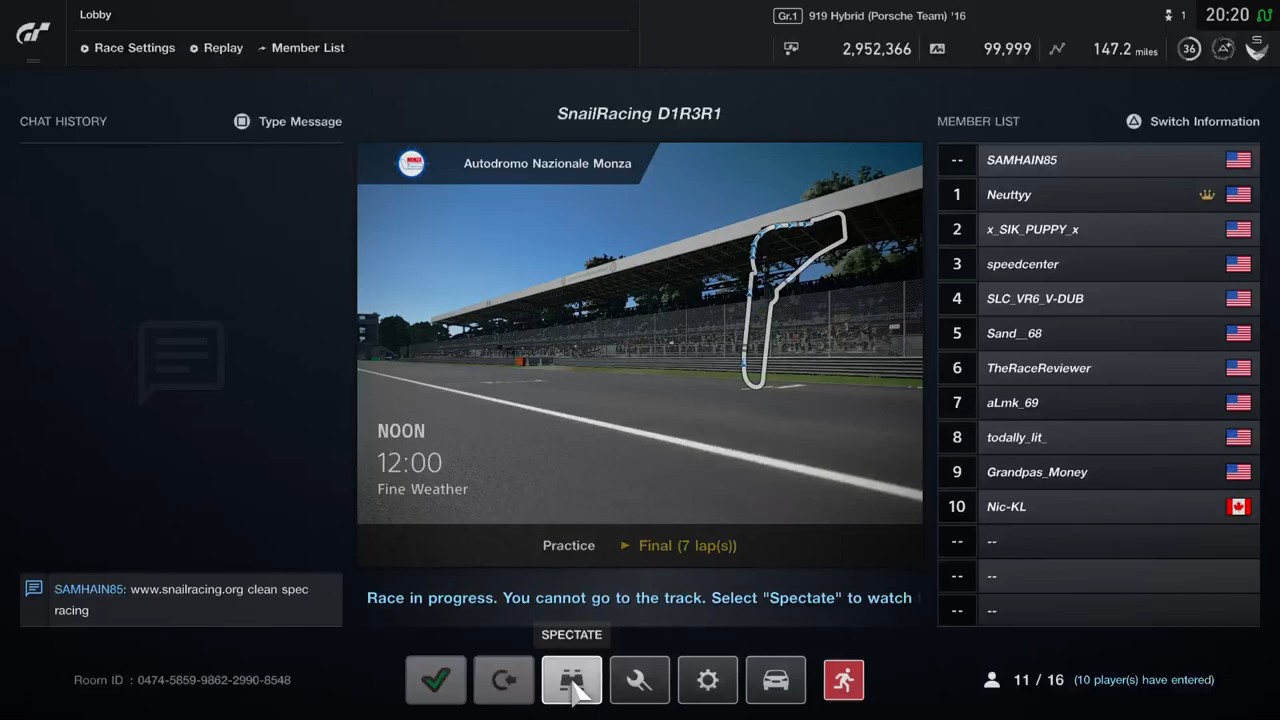 Lobby
Gr.1 919 Hybrid (Porsche Team) '16
1
20:20
Race Settings
Replay
Member List
2,952,366
99,999
147.2 miles
36
S
CHAT HISTORY
Type Message
SnailRacing D1R3R1
MEMBER LIST
Switch Information
Autodromo Nazionale Monza
-- SAMHAIN85
1 Neuttyy
2 x_SIK_PUPPY_x
3 speedcenter
4 SLC_VR6_V-DUB
5 Sand__68
6 TheRaceReviewer
7 aLmk_69
8 todally_lit_
9 Grandpas_Money
10 Nic-KL
-- --
-- --
-- --
NOON
12:00
Fine Weather
Practice
Final (7 lap(s))
SAMHAIN85: www.snailracing.org clean spec
racing
Race in progress. You cannot go to the track. Select "Spectate" to watch
SPECTATE
Room ID : 0474-5859-9862-2990-8548
11 / 16 (10 player(s) have entered)